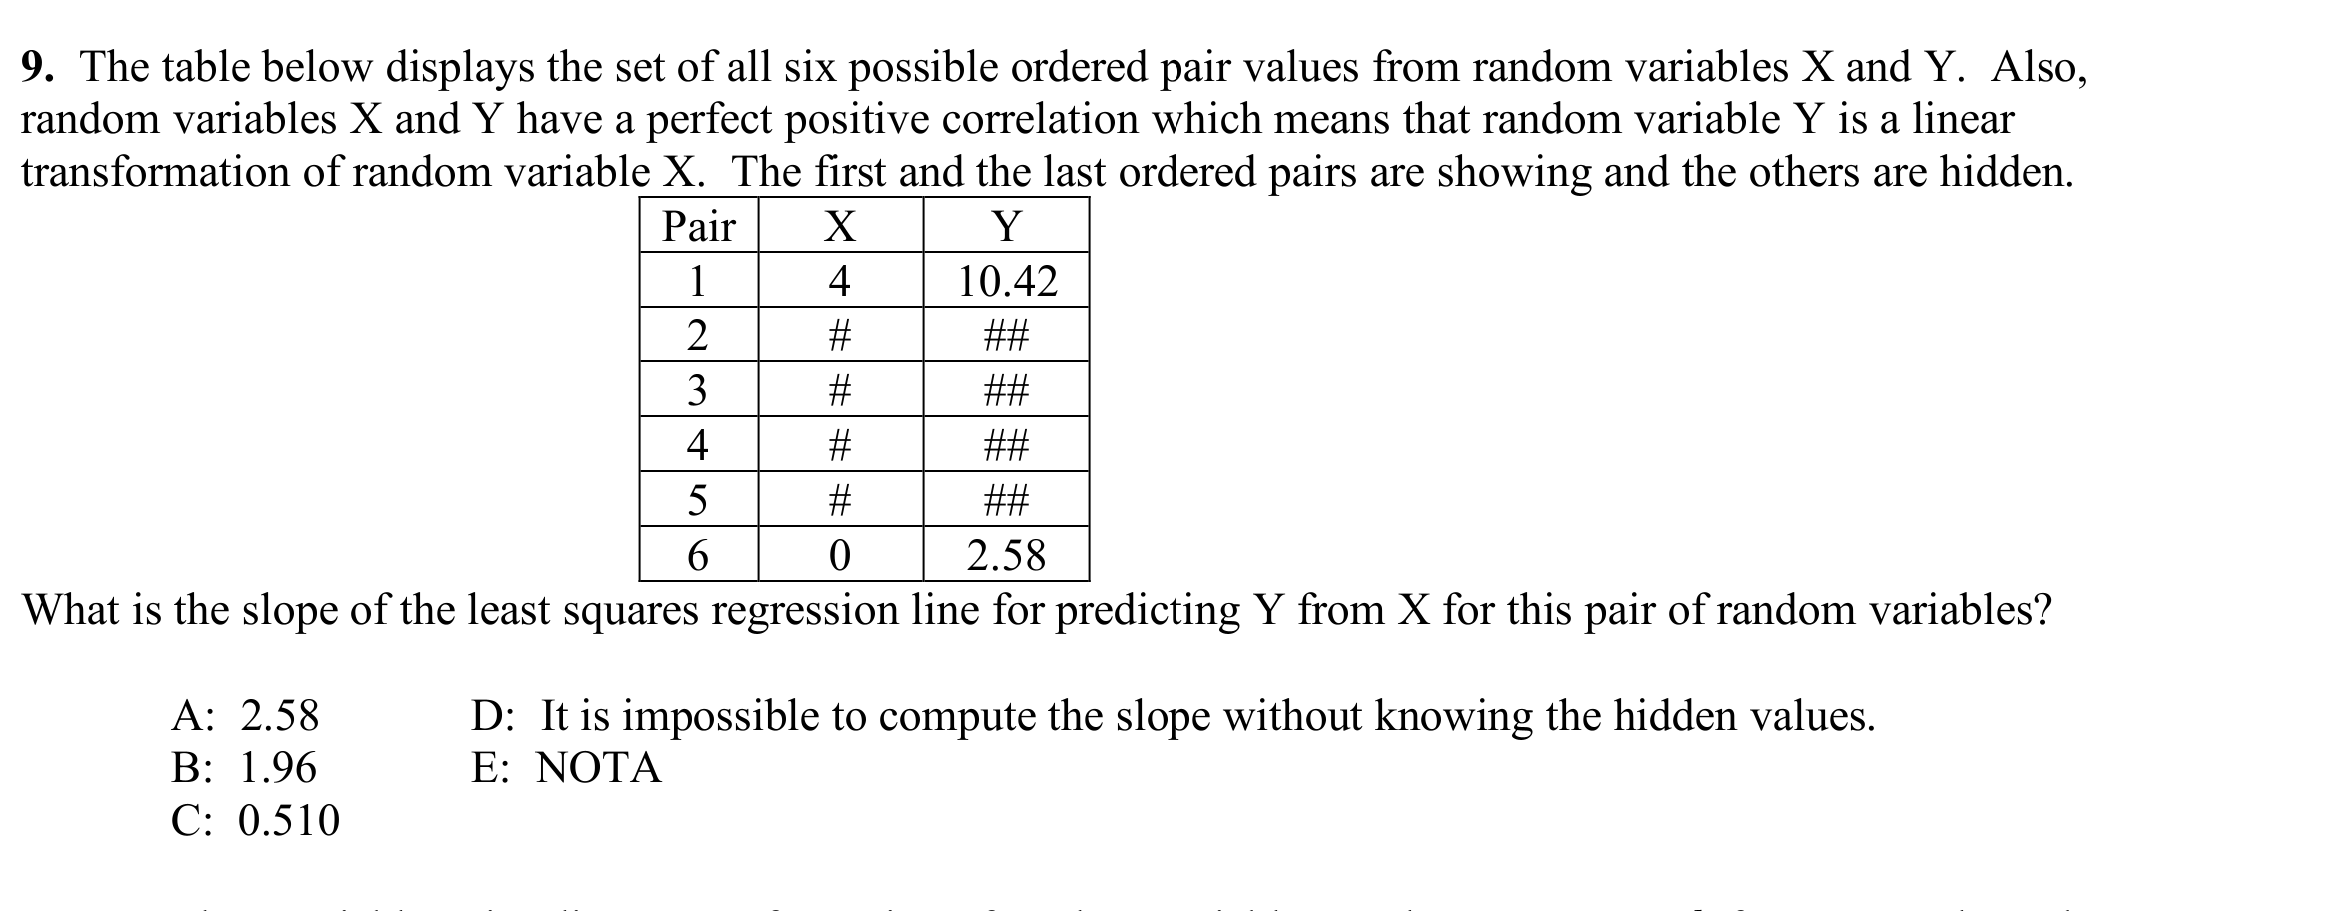 9. The table below displays the set of all six possible ordered pair values from random variables X and Y. Also,
random variables X and Y have a perfect positive correlation which means that random variable Y is a linear
transformation of random variable X. The first and the last ordered pairs are showing and the others are hidden.
Pair X Y
1 4 10.42
2 # ##
3 # ##
4 # ##
5 # ##
6 0 2.58
What is the slope of the least squares regression line for predicting Y from X for this pair of random variables?
A: 2.58 D: It is impossible to compute the slope without knowing the hidden values.
B: 1.96 E: NOTA
C: 0.510